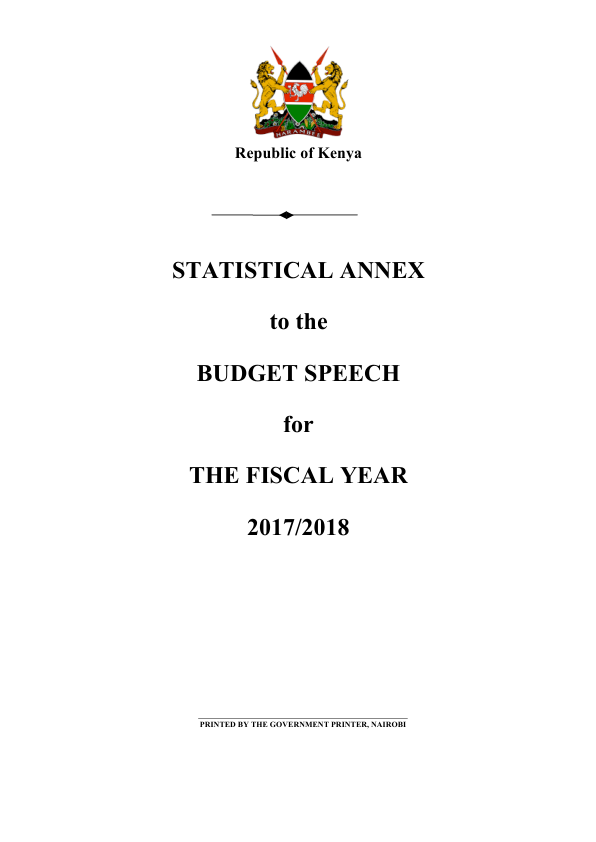 HARAMBEE
Republic of Kenya
STATISTICAL ANNEX
to the
BUDGET SPEECH
for
THE FISCAL YEAR
2017/2018
PRINTED BY THE GOVERNMENT PRINTER, NAIROBI